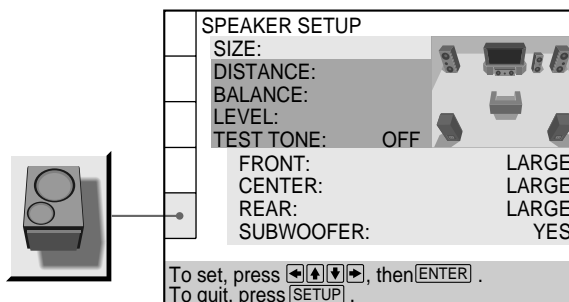 SPEAKER SETUP
SIZE:
DISTANCE:
BALANCE:
LEVEL:
TEST TONE: OFF
FRONT: LARGE
CENTER: LARGE
REAR: LARGE
SUBWOOFER: YES
To set, press ←↑↓→, then ENTER .
To quit, press SETUP .